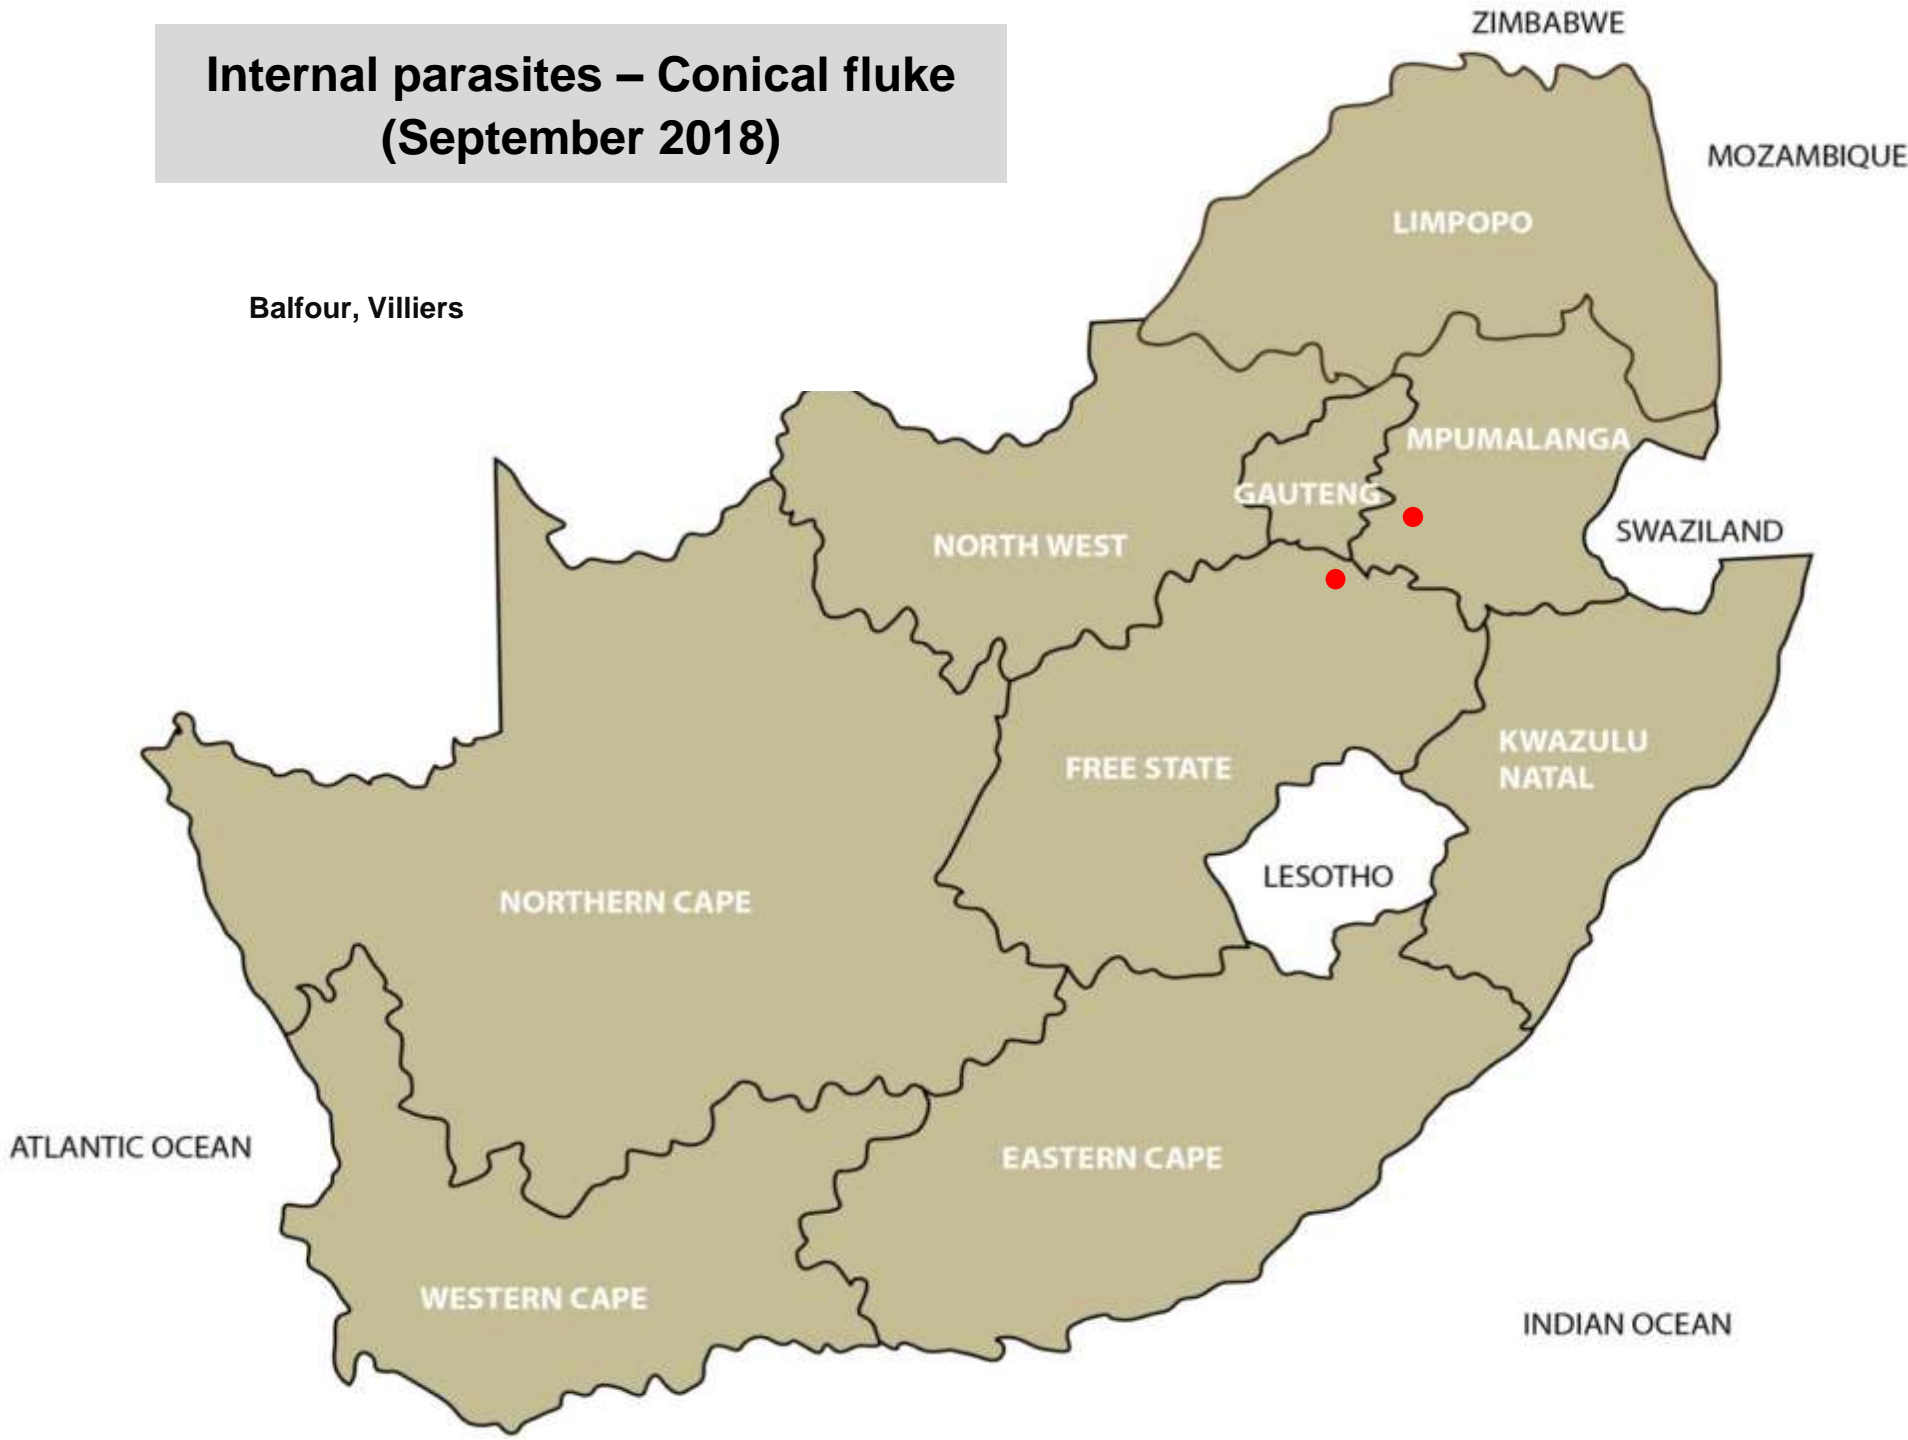 ZIMBABWE
Internal parasites – Conical fluke
(September 2018)
MOZAMBIQUE
LIMPOPO
Balfour, Villiers
MPUMALANGA
GAUTENG
SWAZILAND
NORTH WEST
KWAZULU
NATAL
FREE STATE
LESOTHO
NORTHERN CAPE
ATLANTIC OCEAN
EASTERN CAPE
WESTERN CAPE
INDIAN OCEAN